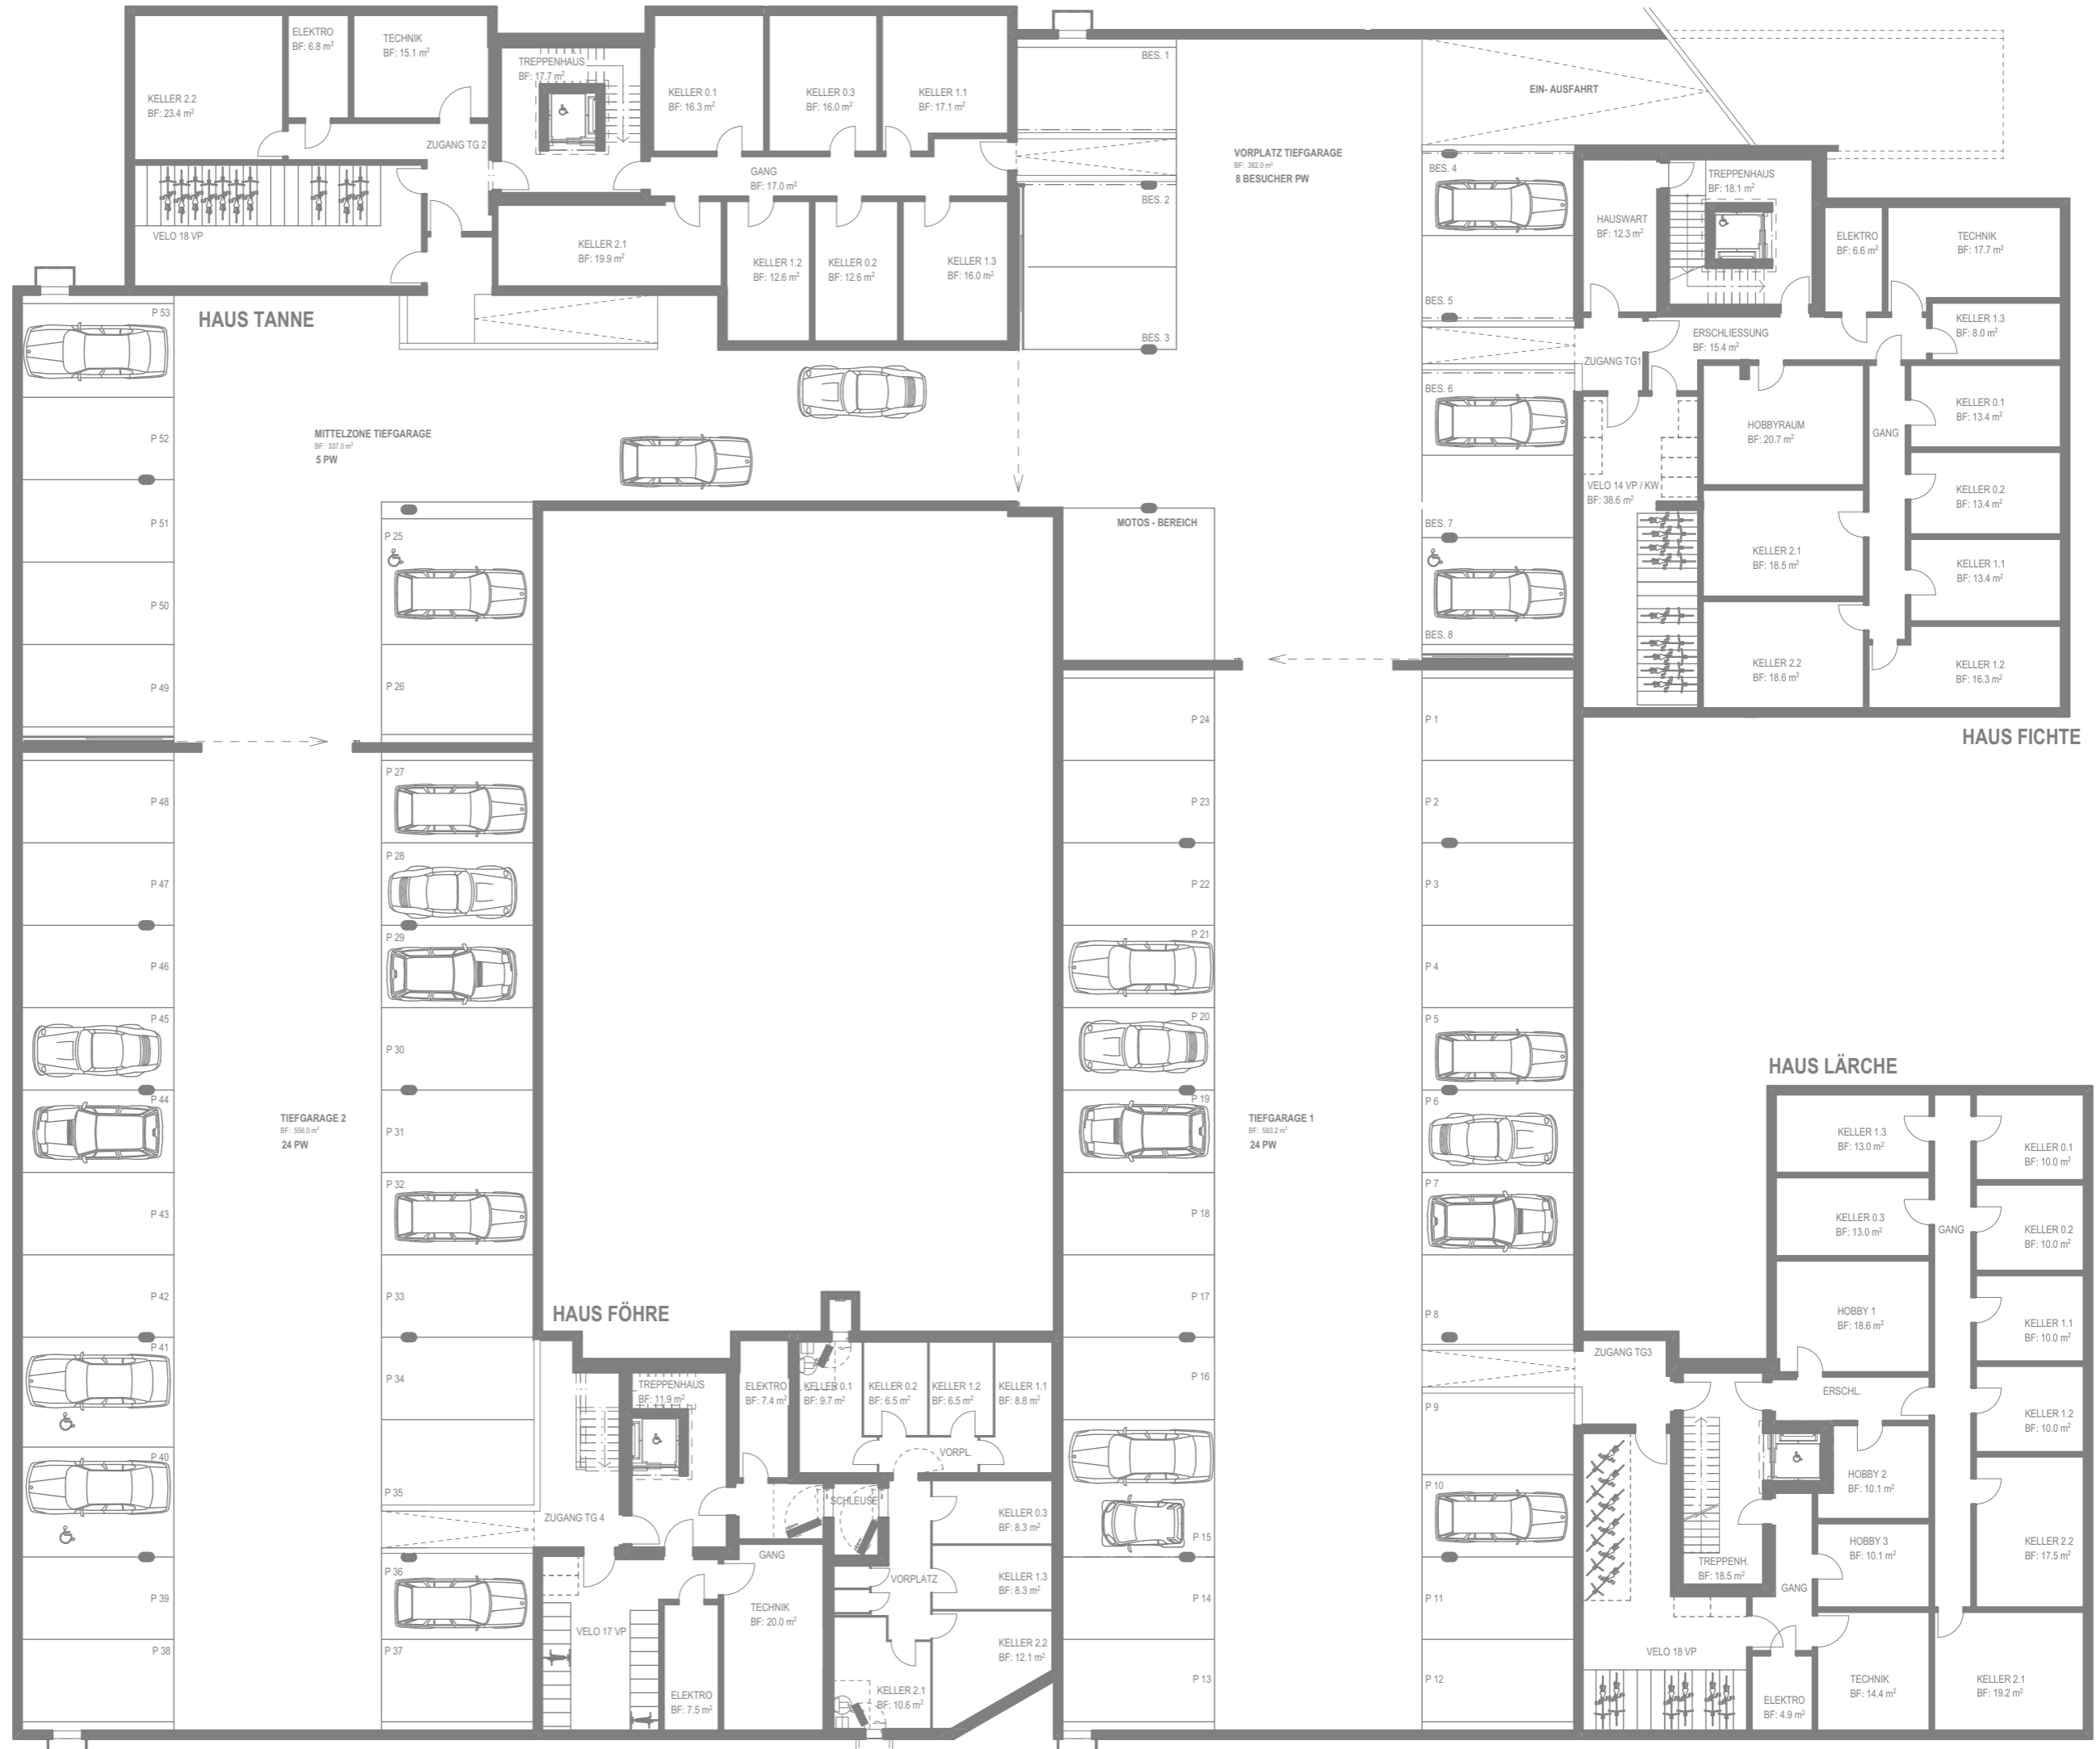 ELEKTRO
BF: 6.8 m²
TECHNIK
BF: 15.1 m²
KELLER 2.2
BF: 23.4 m²
TREPPENHAUS
BF: 17.7 m²
KELLER 0.1
BF: 16.3 m²
KELLER 0.3
BF: 16.0 m²
KELLER 1.1
BF: 17.1 m²
ZUGANG TG 2
GANG
BF: 17.0 m²
VELO 18 VP
KELLER 2.1
BF: 19.9 m²
KELLER 1.2
BF: 12.6 m²
KELLER 0.2
BF: 12.6 m²
KELLER 1.3
BF: 16.0 m²
HAUS TANNE
BES. 1
BES. 2
BES. 3
VORPLATZ TIEFGARAGE
BF: 382.0 m²
8 BESUCHER PW
EIN- AUSFAHRT
BES. 4
BES. 5
BES. 6
BES. 7
BES. 8
HAUSWART
BF: 12.3 m²
TREPPENHAUS
BF: 18.1 m²
ELEKTRO
BF: 6.6 m²
TECHNIK
BF: 17.7 m²
KELLER 1.3
BF: 8.0 m²
ERSCHLIESSUNG
BF: 15.4 m²
ZUGANG TG1
HOBBYRAUM
BF: 20.7 m²
GANG
KELLER 0.1
BF: 13.4 m²
KELLER 0.2
BF: 13.4 m²
VELO 14 VP / KW
BF: 38.6 m²
KELLER 2.1
BF: 18.5 m²
KELLER 1.1
BF: 13.4 m²
KELLER 2.2
BF: 18.6 m²
KELLER 1.2
BF: 16.3 m²
HAUS FICHTE
MITTELZONE TIEFGARAGE
BF: 337.0 m²
5 PW
MOTOS - BEREICH
P 53
P 52
P 51
P 50
P 49
P 48
P 47
P 46
P 45
P 44
P 43
P 42
P 41
P 40
P 39
P 38
TIEFGARAGE 2
BF: 556.0 m²
24 PW
P 25
P 26
P 27
P 28
P 29
P 30
P 31
P 32
P 33
P 34
P 35
P 36
P 37
P 24
P 23
P 22
P 21
P 20
P 19
P 18
P 17
P 16
P 15
P 14
P 13
TIEFGARAGE 1
BF: 593.2 m²
24 PW
P 1
P 2
P 3
P 4
P 5
P 6
P 7
P 8
P 9
P 10
P 11
P 12
HAUS FÖHRE
TREPPENHAUS
BF: 11.9 m²
ELEKTRO
BF: 7.4 m²
KELLER 0.1
BF: 9.7 m²
KELLER 0.2
BF: 6.5 m²
KELLER 1.2
BF: 6.5 m²
KELLER 1.1
BF: 8.8 m²
VORPL.
SCHLEUSE
ZUGANG TG 4
KELLER 0.3
BF: 8.3 m²
GANG
VORPLATZ
KELLER 1.3
BF: 8.3 m²
TECHNIK
BF: 20.0 m²
VELO 17 VP
KELLER 2.2
BF: 12.1 m²
ELEKTRO
BF: 7.5 m²
KELLER 2.1
BF: 10.6 m²
HAUS LÄRCHE
KELLER 1.3
BF: 13.0 m²
KELLER 0.1
BF: 10.0 m²
KELLER 0.3
BF: 13.0 m²
GANG
KELLER 0.2
BF: 10.0 m²
HOBBY 1
BF: 18.6 m²
KELLER 1.1
BF: 10.0 m²
ZUGANG TG3
ERSCHL.
KELLER 1.2
BF: 10.0 m²
HOBBY 2
BF: 10.1 m²
HOBBY 3
BF: 10.1 m²
KELLER 2.2
BF: 17.5 m²
TREPPENH.
BF: 18.5 m²
GANG
VELO 18 VP
TECHNIK
BF: 14.4 m²
KELLER 2.1
BF: 19.2 m²
ELEKTRO
BF: 4.9 m²